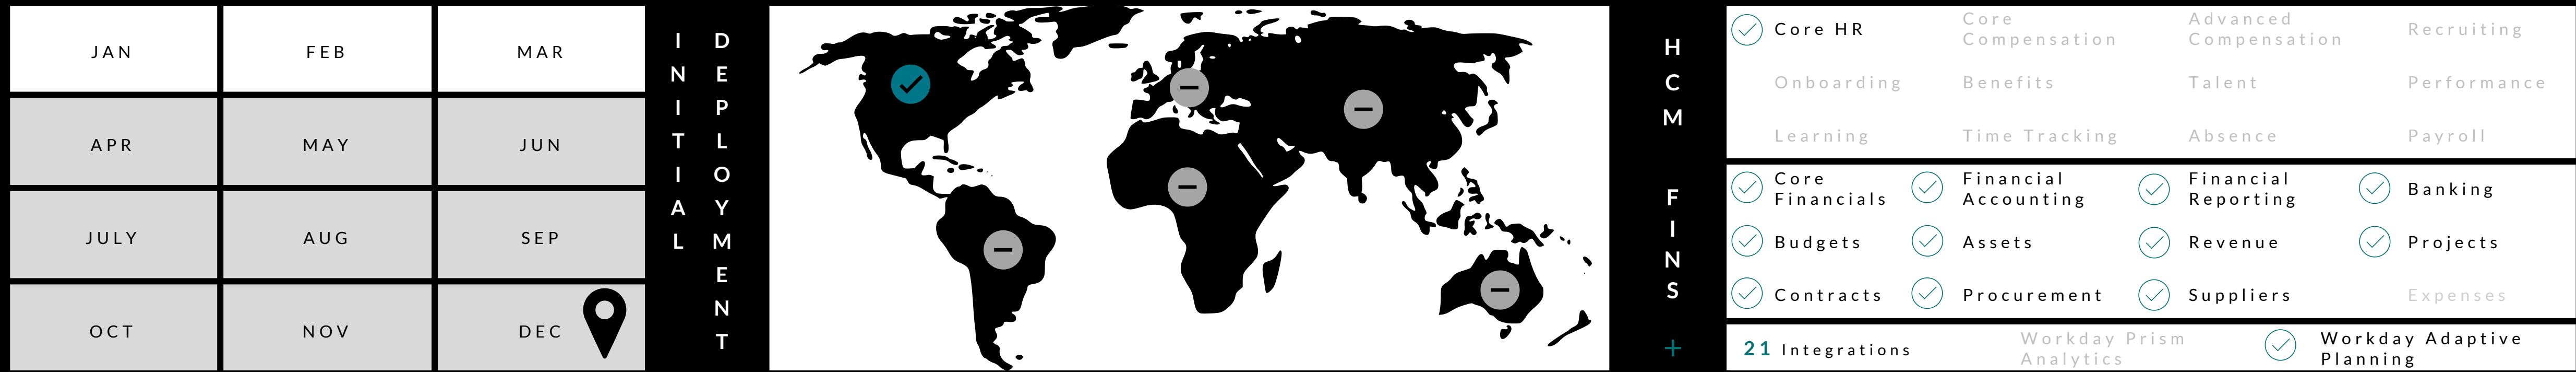 JAN
FEB
MAR
APR
MAY
JUN
JULY
AUG
SEP
OCT
NOV
DEC
INITIAL
DEPLOYMENT
HCM
FINS
+
Core HR
Core
Compensation
Advanced
Compensation
Recruiting
Onboarding
Benefits
Talent
Performance
Learning
Time Tracking
Absence
Payroll
Core
Financials
Financial
Accounting
Financial
Reporting
Banking
Budgets
Assets
Revenue
Projects
Contracts
Procurement
Suppliers
Expenses
21 Integrations
Workday Prism
Analytics
Workday Adaptive
Planning